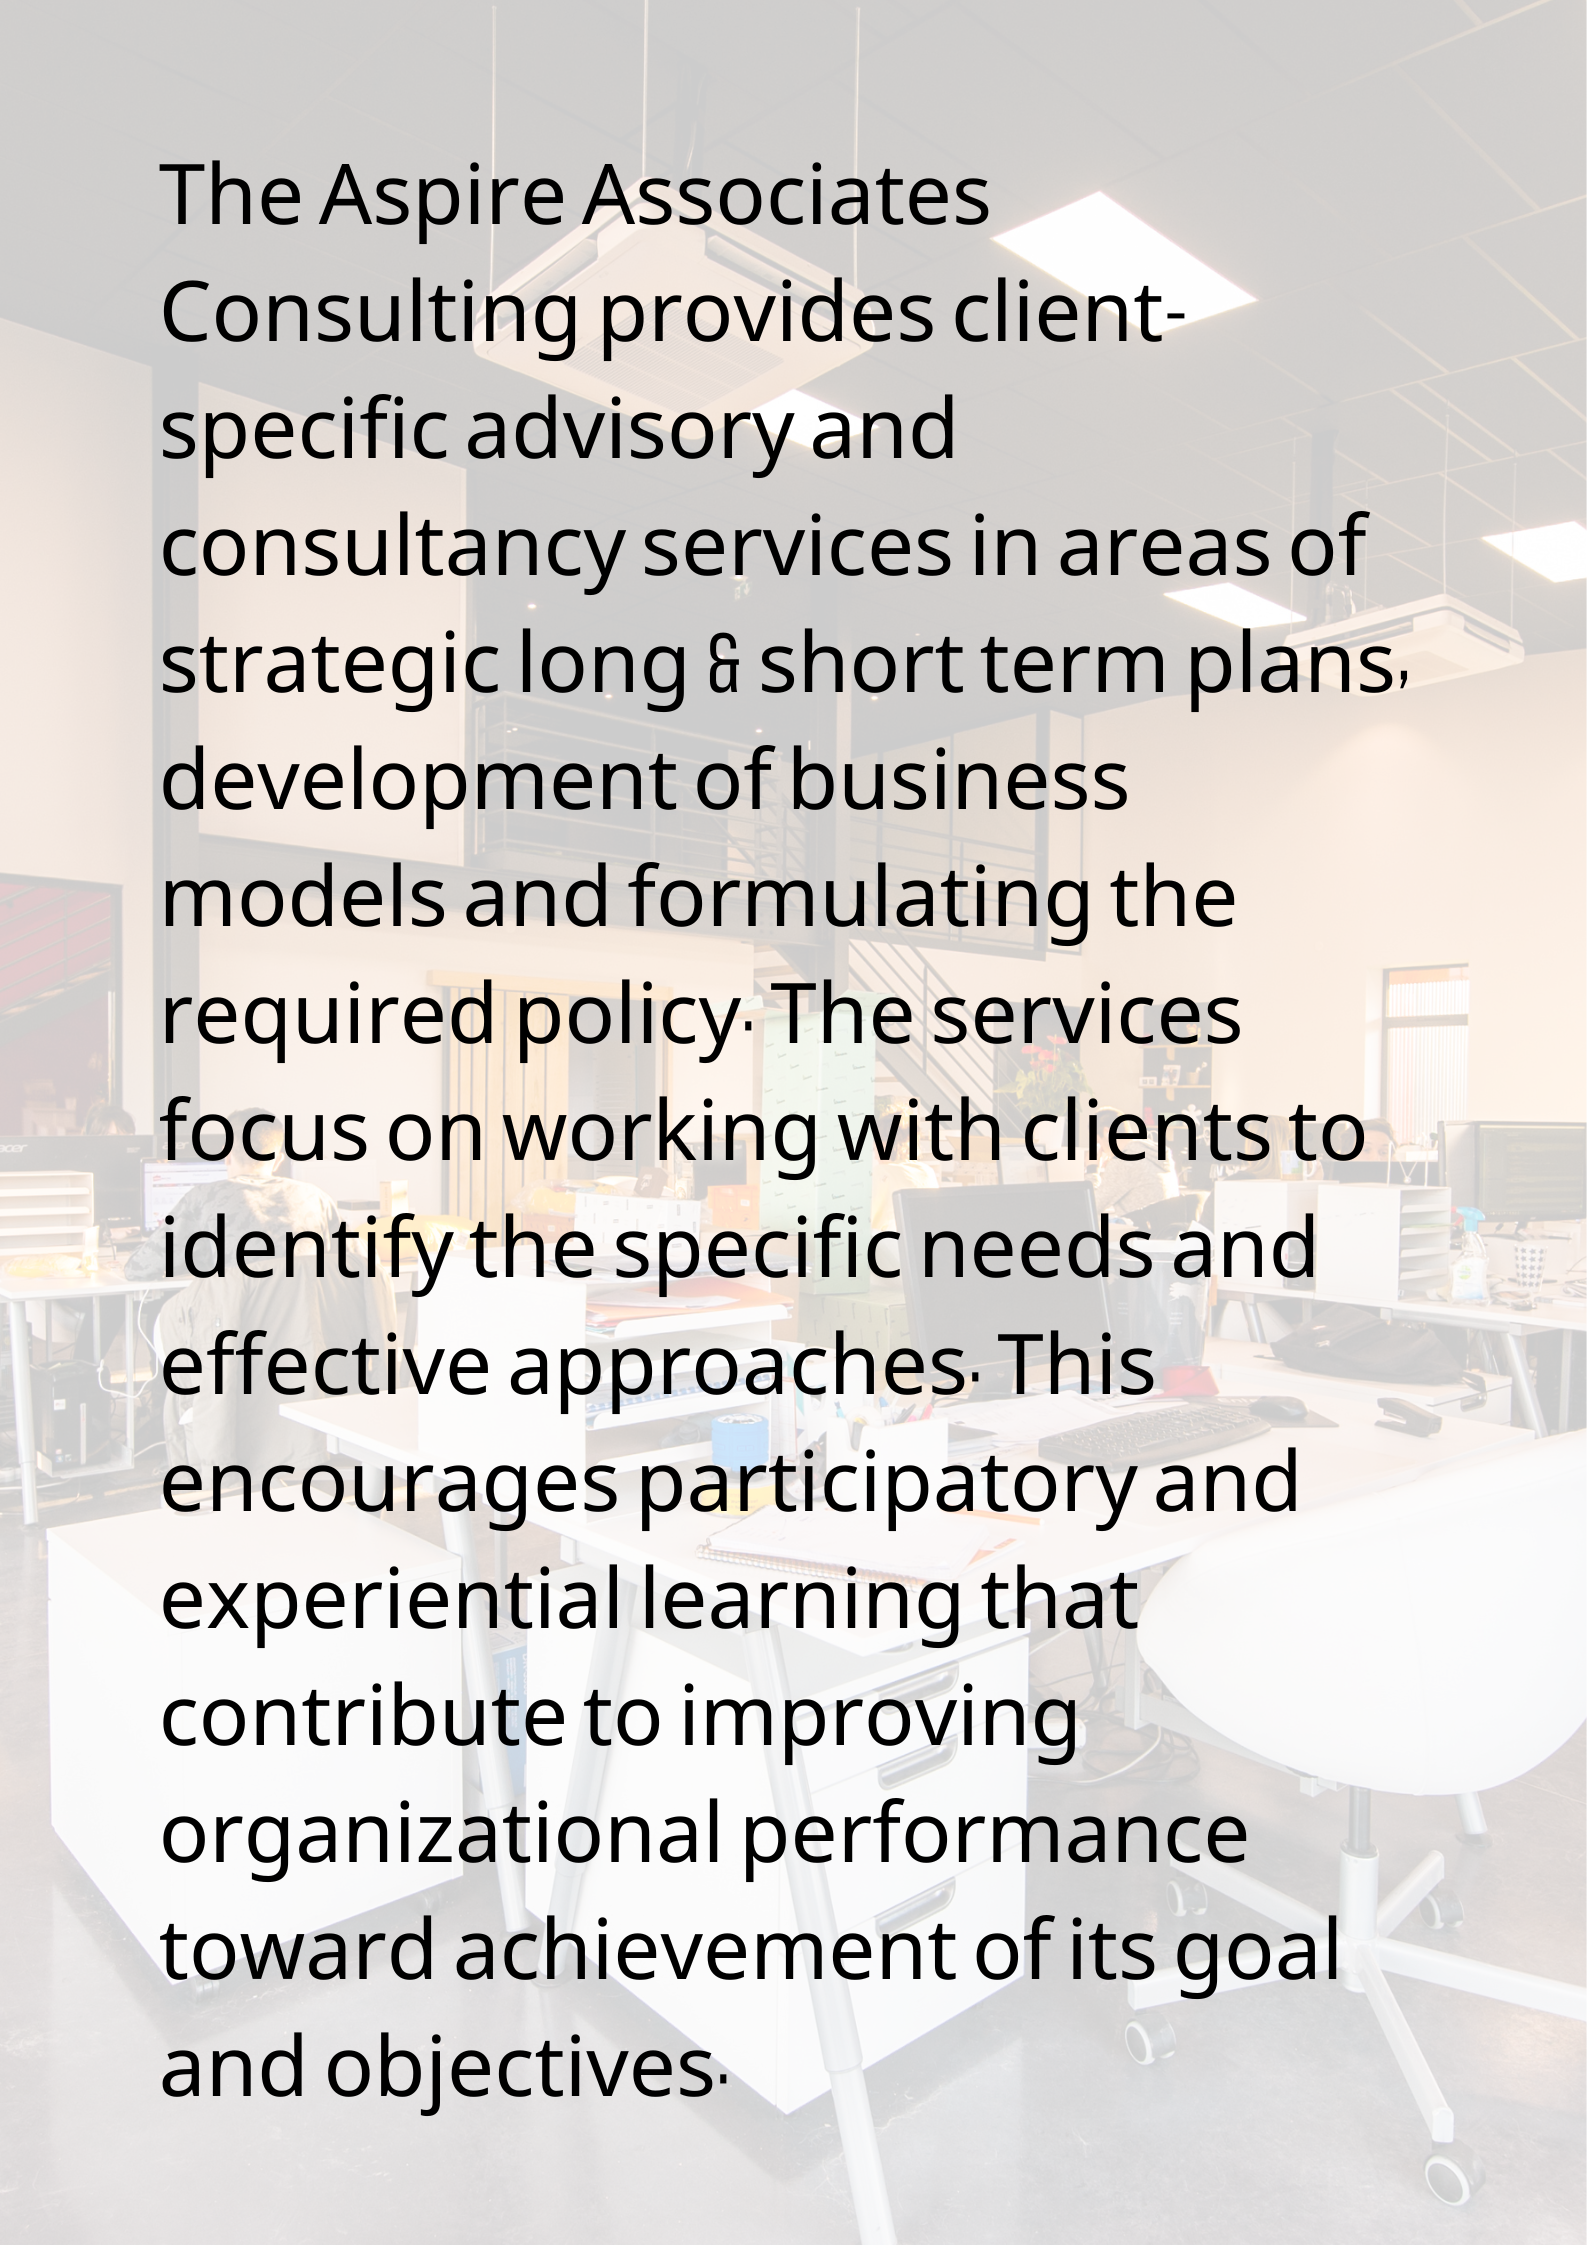 The Aspire Associates
Consulting provides client-
specific advisory and
consultancy services in areas of
strategic long & short term plans,
development of business
models and formulating the
required policy. The services
focus on working with clients to
identify the specific needs and
effective approaches. This
encourages participatory and
experiential learning that
contribute to improving
organizational performance
toward achievement of its goal
and objectives.